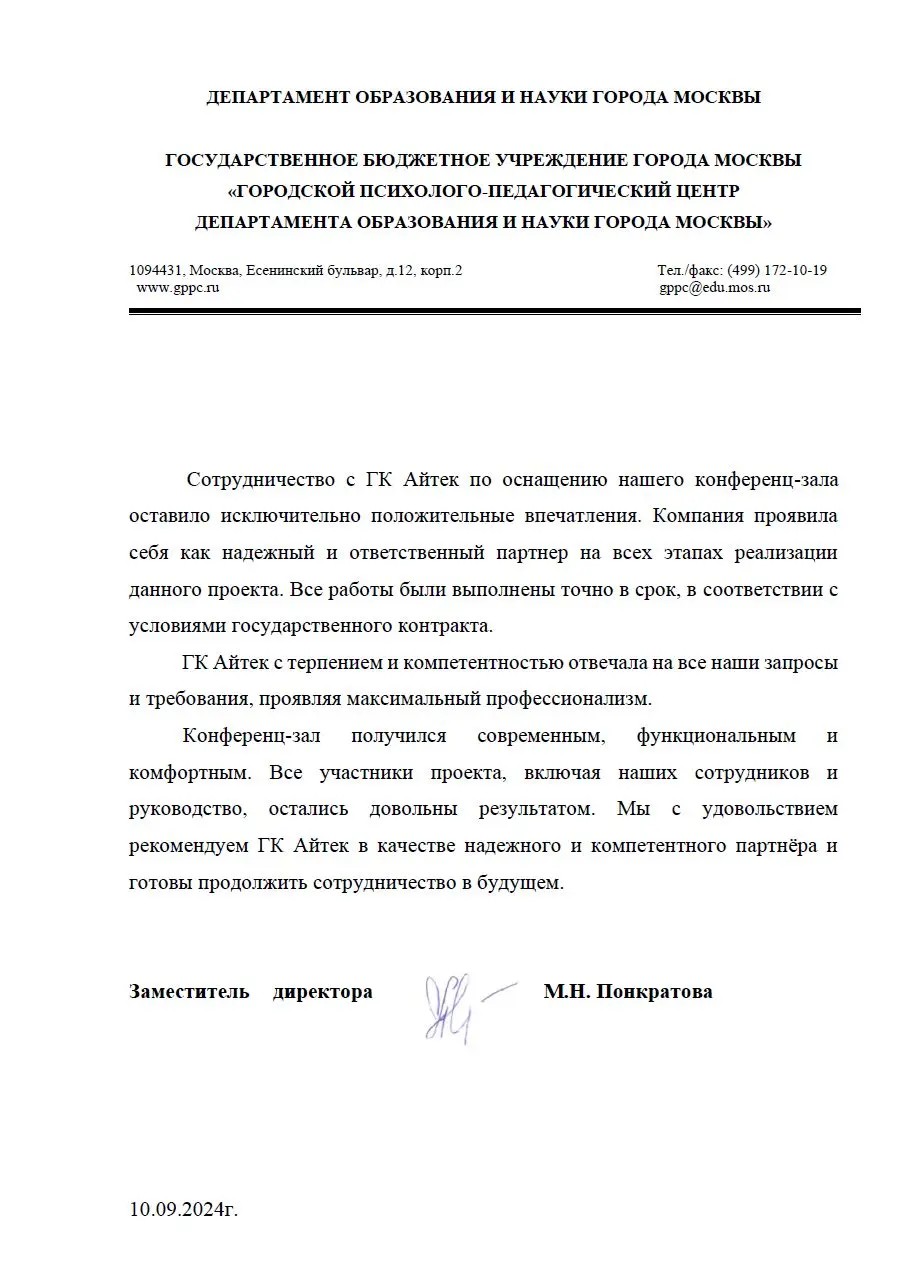 ДЕПАРТАМЕНТ ОБРАЗОВАНИЯ И НАУКИ ГОРОДА МОСКВЫ
ГОСУДАРСТВЕННОЕ БЮДЖЕТНОЕ УЧРЕЖДЕНИЕ ГОРОДА МОСКВЫ
«ГОРОДСКОЙ ПСИХОЛОГО-ПЕДАГОГИЧЕСКИЙ ЦЕНТР
ДЕПАРТАМЕНТА ОБРАЗОВАНИЯ И НАУКИ ГОРОДА МОСКВЫ»
1094431, Москва, Есенинский бульвар, д.12, корп.2 Тел./факс: (499) 172-10-19
www.gppc.ru gppc@edu.mos.ru
Сотрудничество с ГК Айтек по оснащению нашего конференц-зала
оставило исключительно положительные впечатления. Компания проявила
себя как надежный и ответственный партнер на всех этапах реализации
данного проекта. Все работы были выполнены точно в срок, в соответствии с
условиями государственного контракта.
ГК Айтек с терпением и компетентностью отвечала на все наши запросы
и требования, проявляя максимальный профессионализм.
Конференц-зал получился современным, функциональным и
комфортным. Все участники проекта, включая наших сотрудников и
руководство, остались довольны результатом. Мы с удовольствием
рекомендуем ГК Айтек в качестве надежного и компетентного партнёра и
готовы продолжить сотрудничество в будущем.
Заместитель директора М.Н. Понкратова
10.09.2024г.